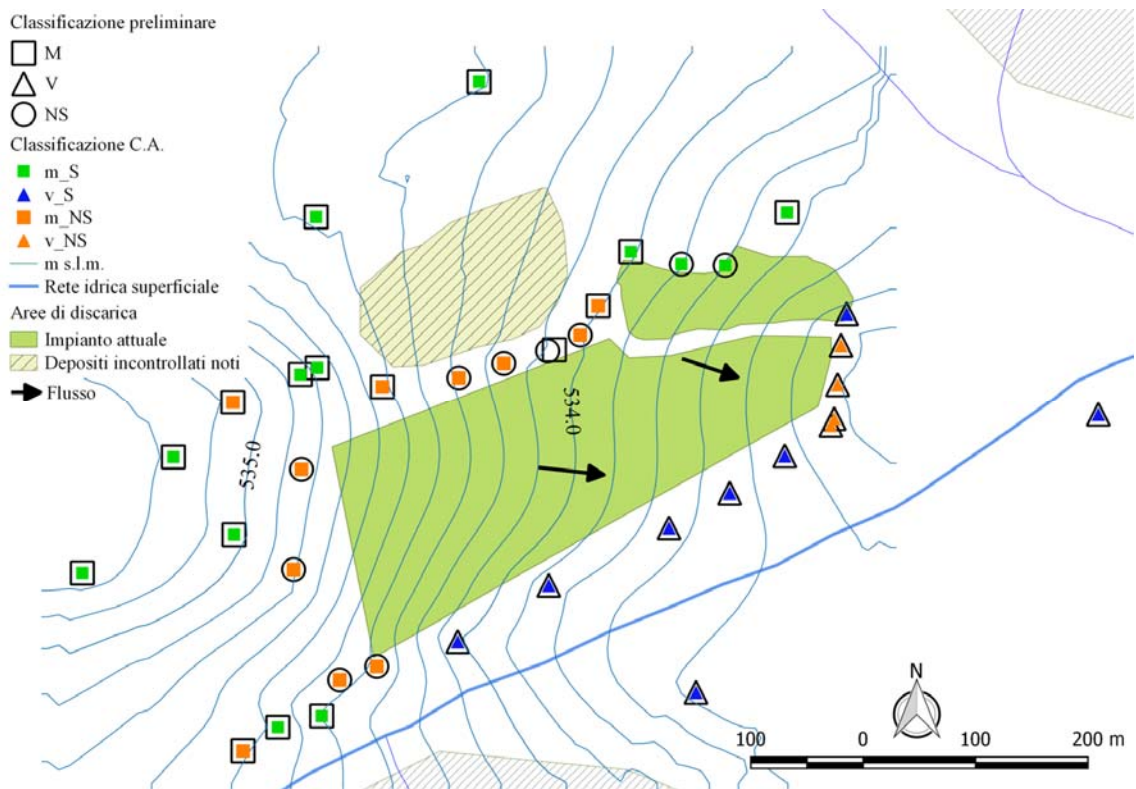 Classificazione preliminare
M
V
NS
Classificazione C.A.
m_S
v_S
m_NS
v_NS
m s.l.m.
Rete idrica superficiale
Aree di discarica
Impianto attuale
Depositi incontrollati noti
Flusso
534.0
535.0
N
100 0 100 200 m